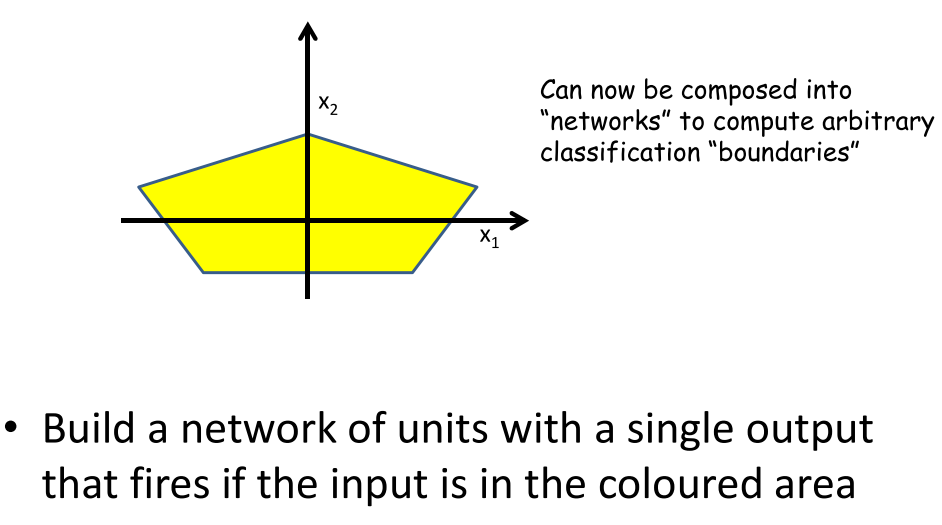 x₂
Can now be composed into
“networks” to compute arbitrary
classification “boundaries”
x₁
• Build a network of units with a single output
that fires if the input is in the coloured area